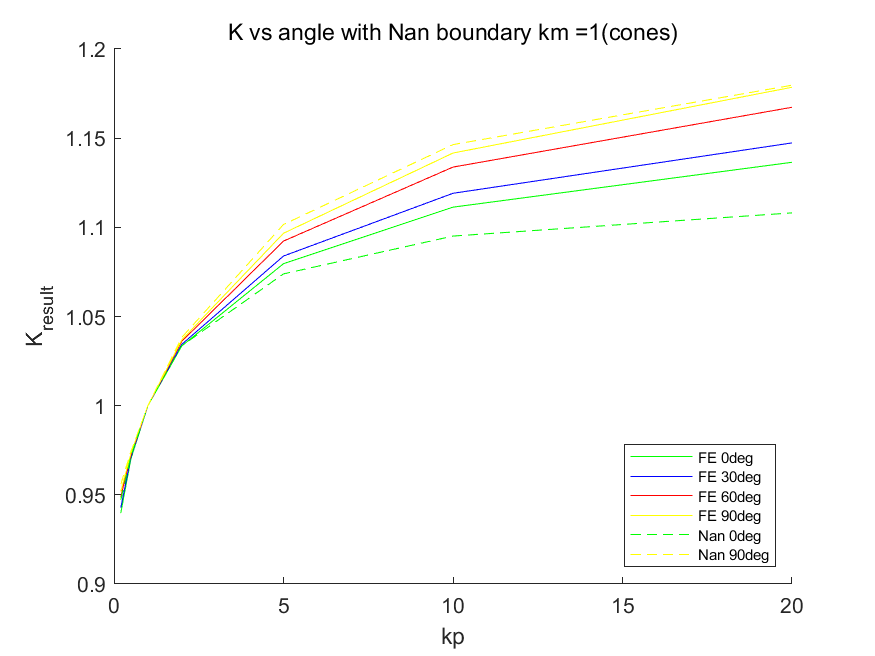 K vs angle with Nan boundary km =1(cones)
1.2
1.15
1.1
1.05
1
0.95
0.9
K_result
FE 0deg
FE 30deg
FE 60deg
FE 90deg
Nan 0deg
Nan 90deg
0 5 10 15 20
kp